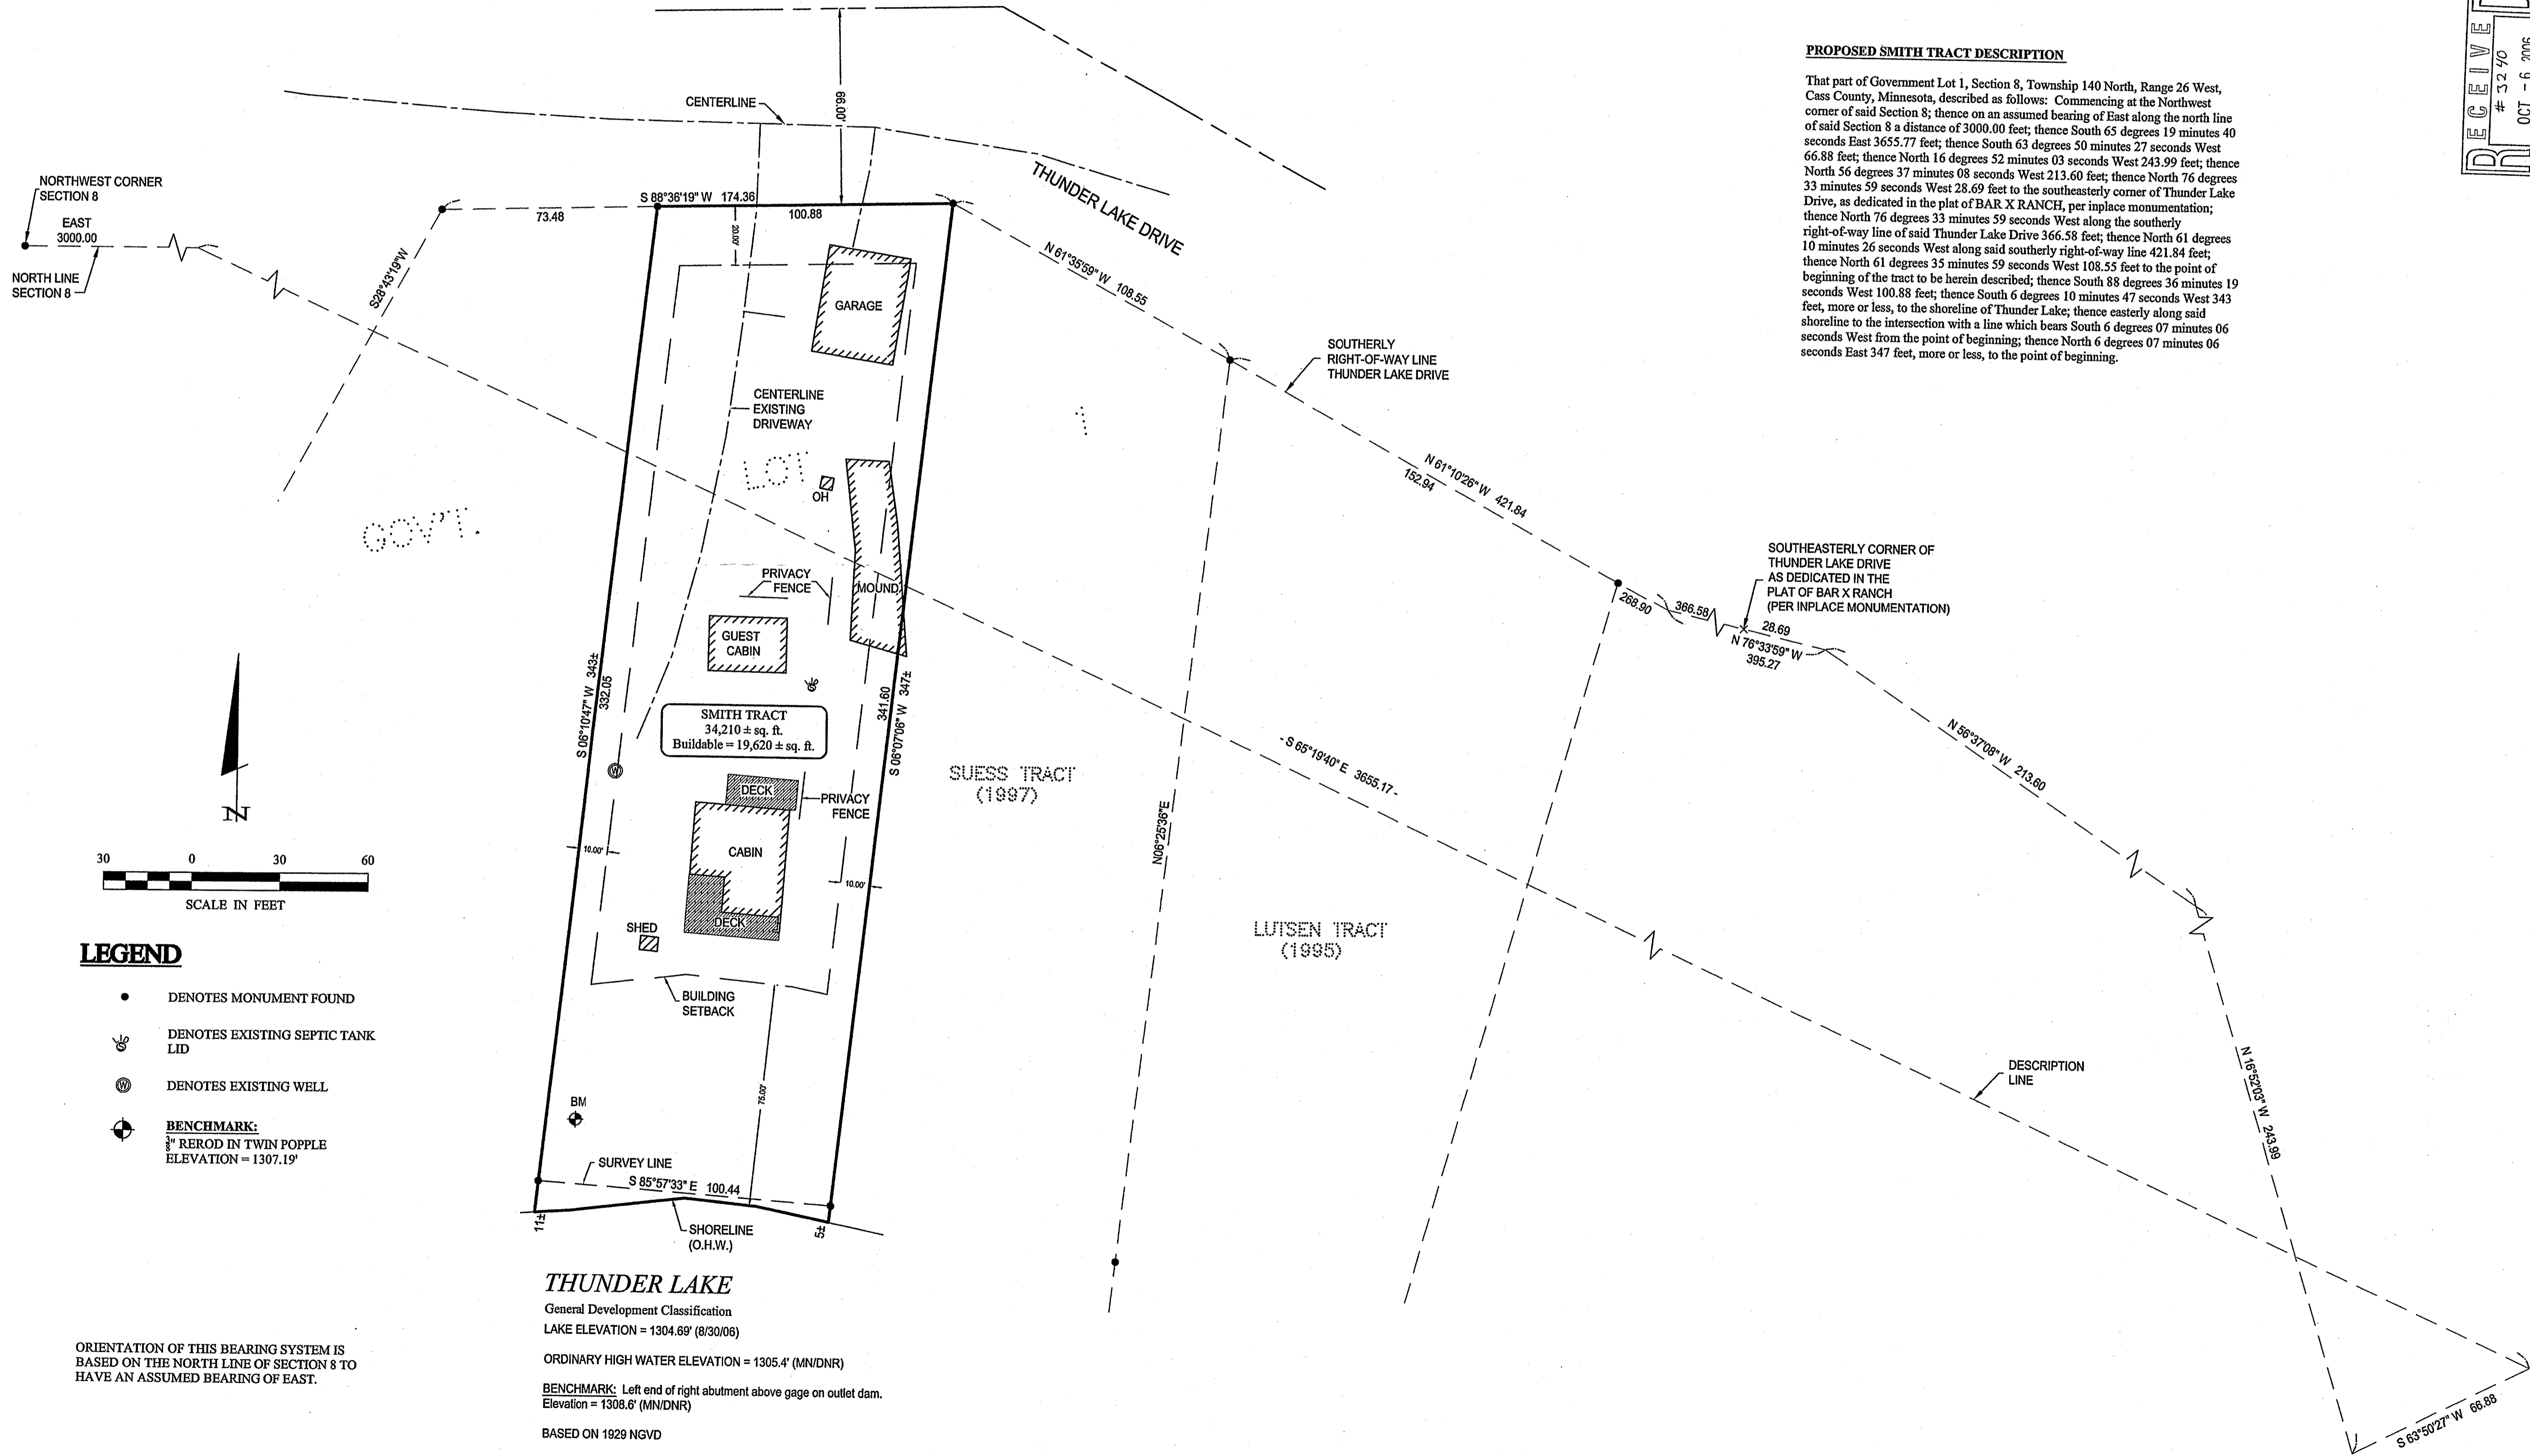 PROPOSED SMITH TRACT DESCRIPTION
That part of Government Lot 1, Section 8, Township 140 North, Range 26 West,
Cass County, Minnesota, described as follows: Commencing at the Northwest
corner of said Section 8; thence on an assumed bearing of East along the north line
of said Section 8 a distance of 3000.00 feet; thence South 65 degrees 19 minutes 40
seconds East 3655.77 feet; thence South 63 degrees 50 minutes 27 seconds West
66.88 feet; thence North 16 degrees 52 minutes 03 seconds West 243.99 feet; thence
North 56 degrees 37 minutes 08 seconds West 213.60 feet; thence North 76 degrees
33 minutes 59 seconds West 28.69 feet to the southeasterly corner of Thunder Lake
Drive, as dedicated in the plat of BAR X RANCH, per inplace monumentation;
thence North 76 degrees 33 minutes 59 seconds West along the southerly
right-of-way line of said Thunder Lake Drive 366.58 feet; thence North 61 degrees
10 minutes 26 seconds West along said southerly right-of-way line 421.84 feet;
thence North 61 degrees 35 minutes 59 seconds West 108.55 feet to the point of
beginning of the tract to be herein described; thence South 88 degrees 36 minutes 19
seconds West 100.88 feet; thence South 6 degrees 10 minutes 47 seconds West 343
feet, more or less, to the shoreline of Thunder Lake; thence easterly along said
shoreline to the intersection with a line which bears South 6 degrees 07 minutes 06
seconds West from the point of beginning; thence North 6 degrees 07 minutes 06
seconds East 347 feet, more or less, to the point of beginning.
# 3240
OCT - 6 2006
CENTERLINE
66.00'
THUNDER LAKE DRIVE
NORTHWEST CORNER
SECTION 8
EAST
3000.00
NORTH LINE
SECTION 8
73.48
S 88°36'19" W 174.36
100.88
20.00'
S28°43'19"W
N 61°35'59" W 108.55
GARAGE
SOUTHERLY
RIGHT-OF-WAY LINE
THUNDER LAKE DRIVE
CENTERLINE
EXISTING
DRIVEWAY
GOV'T.
LOT
1
OH
N 61°10'26" W 421.84
152.94
SOUTHEASTERLY CORNER OF
THUNDER LAKE DRIVE
AS DEDICATED IN THE
PLAT OF BAR X RANCH
(PER INPLACE MONUMENTATION)
268.90
366.58
28.69
N 76°33'59" W
395.27
PRIVACY
FENCE
MOUND
GUEST
CABIN
S 06°10'47" W 343±
332.05
341.60
S 06°07'06" W 347±
SMITH TRACT
34,210 ± sq. ft.
Buildable = 19,620 ± sq. ft.
N 56°37'08" W 213.60
- S 65°19'40" E 3655.17 -
SUESS TRACT
(1997)
N06°25'36"E
W
DECK
PRIVACY
FENCE
CABIN
10.00'
10.00'
DECK
SHED
LUTSEN TRACT
(1995)
BUILDING
SETBACK
75.00'
DESCRIPTION
LINE
N 16°52'03" W 243.99
BM
SURVEY LINE
S 85°57'33" E 100.44
11±
5±
SHORELINE
(O.H.W.)
S 63°50'27" W 66.88
N
30 0 30 60
SCALE IN FEET
LEGEND
DENOTES MONUMENT FOUND
DENOTES EXISTING SEPTIC TANK
LID
W DENOTES EXISTING WELL
BENCHMARK:
3/8" REROD IN TWIN POPPLE
ELEVATION = 1307.19'
ORIENTATION OF THIS BEARING SYSTEM IS
BASED ON THE NORTH LINE OF SECTION 8 TO
HAVE AN ASSUMED BEARING OF EAST.
THUNDER LAKE
General Development Classification
LAKE ELEVATION = 1304.69' (8/30/06)
ORDINARY HIGH WATER ELEVATION = 1305.4' (MN/DNR)
BENCHMARK: Left end of right abutment above gage on outlet dam.
Elevation = 1308.6' (MN/DNR)
BASED ON 1929 NGVD